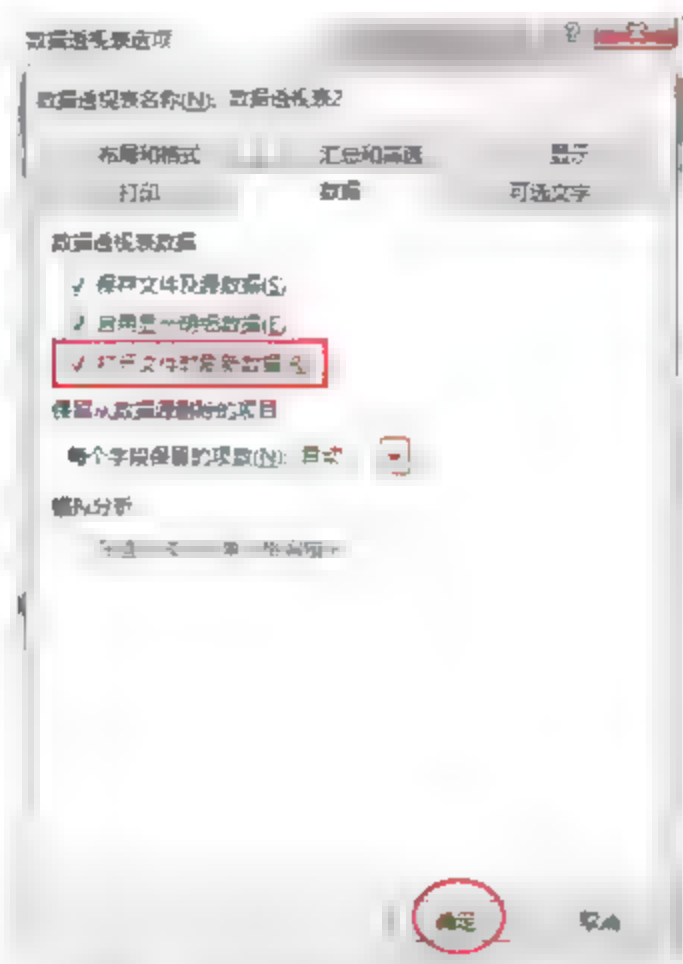 数据透视表选项
数据透视表名称(N): 数据透视表2
布局和格式 汇总和筛选 显示
打印 数据 可选文字
数据透视表数据
✓ 保存文件及源数据(S)
✓ 启用显示明细数据(E)
✓ 打开文件时刷新数据(R)
保留从数据源删除的项目
每个字段保留的项数(N): 自动
模拟分析
确定 取消